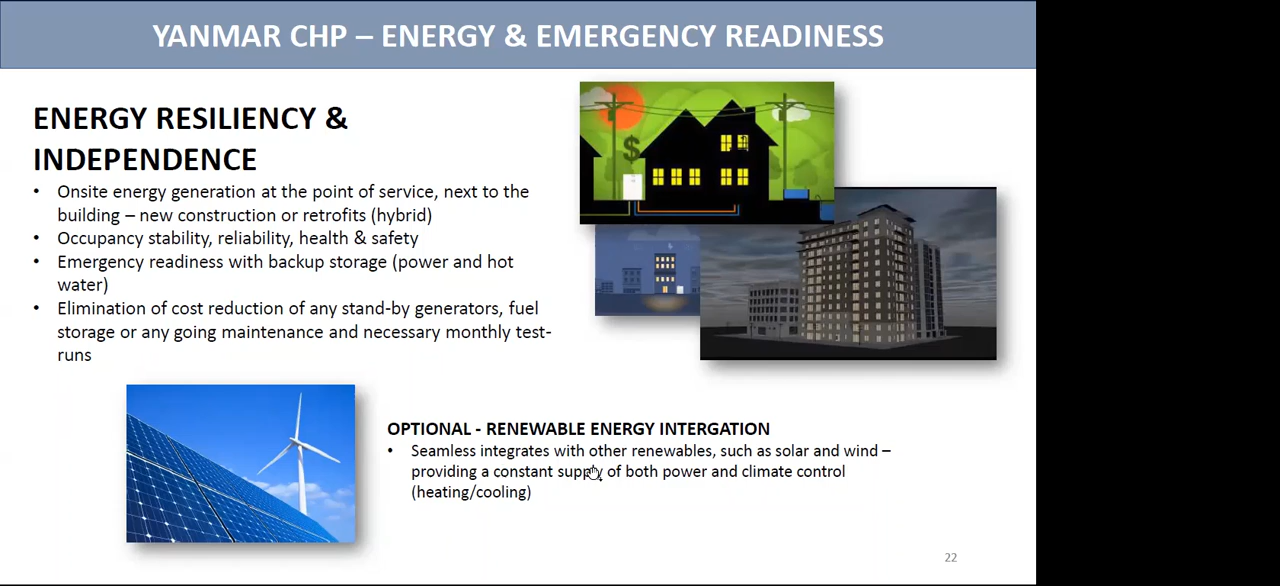 YANMAR CHP – ENERGY & EMERGENCY READINESS
ENERGY RESILIENCY &
INDEPENDENCE
• Onsite energy generation at the point of service, next to the
building – new construction or retrofits (hybrid)
• Occupancy stability, reliability, health & safety
• Emergency readiness with backup storage (power and hot
water)
• Elimination of cost reduction of any stand-by generators, fuel
storage or any going maintenance and necessary monthly test-
runs
$
OPTIONAL - RENEWABLE ENERGY INTERGATION
• Seamless integrates with other renewables, such as solar and wind –
providing a constant supply of both power and climate control
(heating/cooling)
22